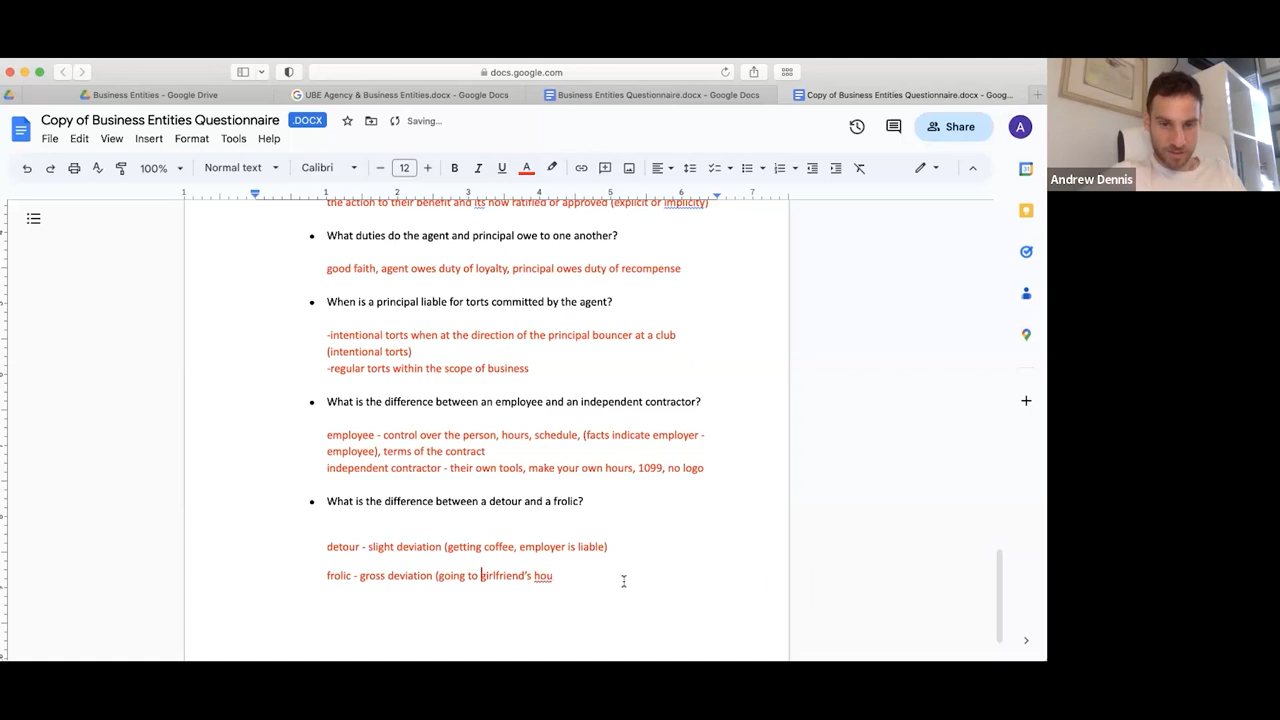 docs.google.com
Business Entities - Google Drive
UBE Agency & Business Entities.docx - Google Docs
Business Entities Questionnaire.docx - Google Docs
Copy of Business Entities Questionnaire.docx - Goog...
Copy of Business Entities Questionnaire
.DOCX
Saving...
File Edit View Insert Format Tools Help
Share
A
100%
Normal text
Calibri
12
B I U A
1 1 2 3 4 5 6 7
Andrew Dennis
the action to their benefit and its now ratified or approved (explicit or implicity)
• What duties do the agent and principal owe to one another?
good faith, agent owes duty of loyalty, principal owes duty of recompense
• When is a principal liable for torts committed by the agent?
-intentional torts when at the direction of the principal bouncer at a club
(intentional torts)
-regular torts within the scope of business
• What is the difference between an employee and an independent contractor?
employee - control over the person, hours, schedule, (facts indicate employer -
employee), terms of the contract
independent contractor - their own tools, make your own hours, 1099, no logo
• What is the difference between a detour and a frolic?
detour - slight deviation (getting coffee, employer is liable)
frolic - gross deviation (going to girlfriend's hou